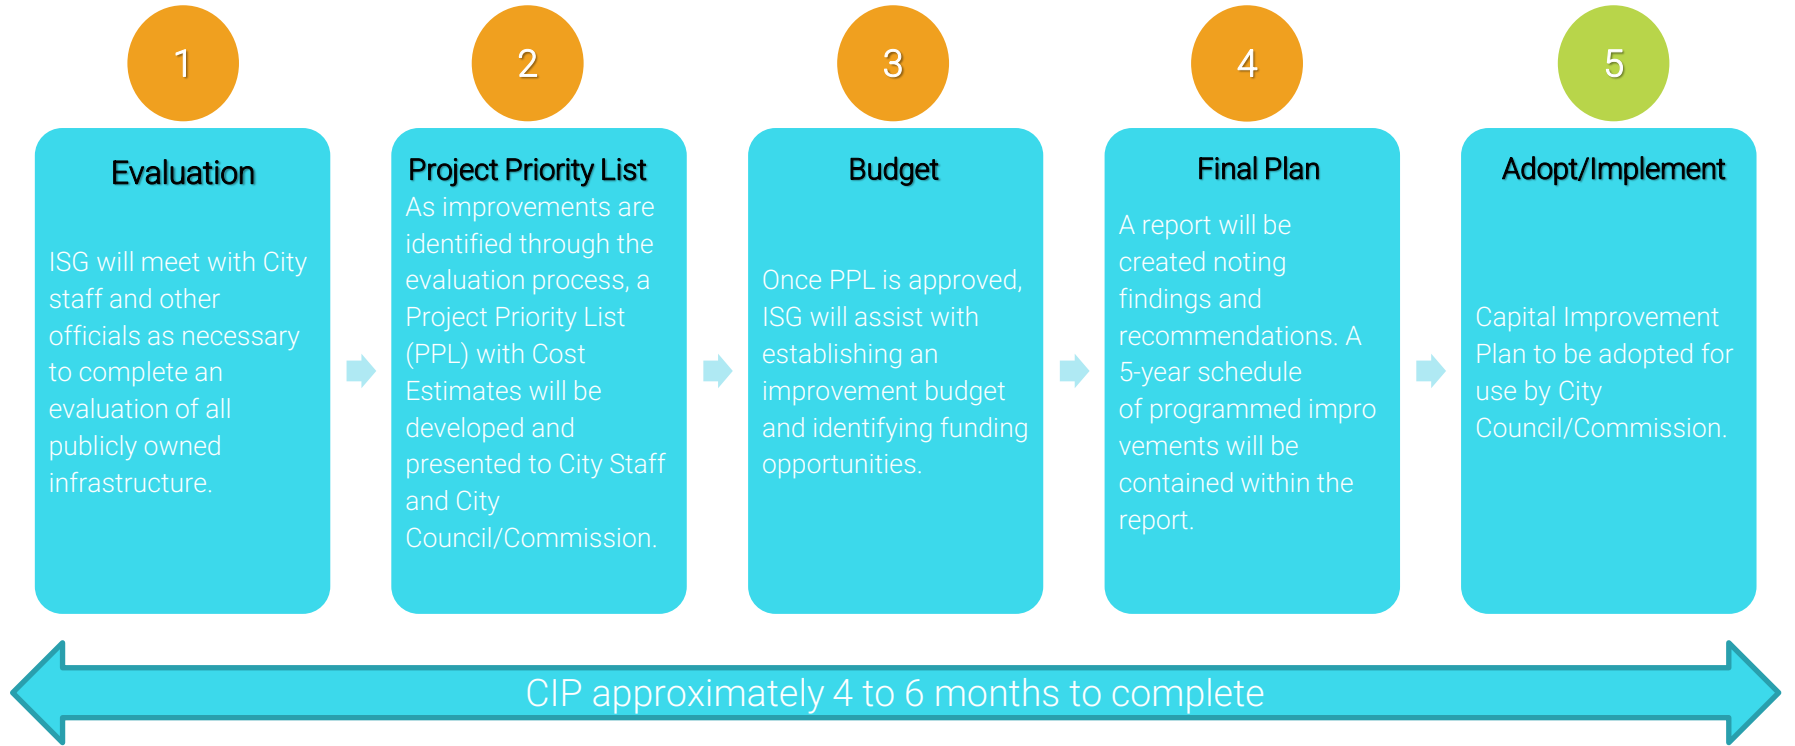 1
Evaluation
ISG will meet with City
staff and other
officials as necessary
to complete an
evaluation of all
publicly owned
infrastructure.
2
Project Priority List
As improvements are
identified through the
evaluation process, a
Project Priority List
(PPL) with Cost
Estimates will be
developed and
presented to City Staff
and City
Council/Commission.
3
Budget
Once PPL is approved,
ISG will assist with
establishing an
improvement budget
and identifying funding
opportunities.
4
Final Plan
A report will be
created noting
findings and
recommendations. A
5-year schedule
of programmed impro
vements will be
contained within the
report.
5
Adopt/Implement
Capital Improvement
Plan to be adopted for
use by City
Council/Commission.
CIP approximately 4 to 6 months to complete